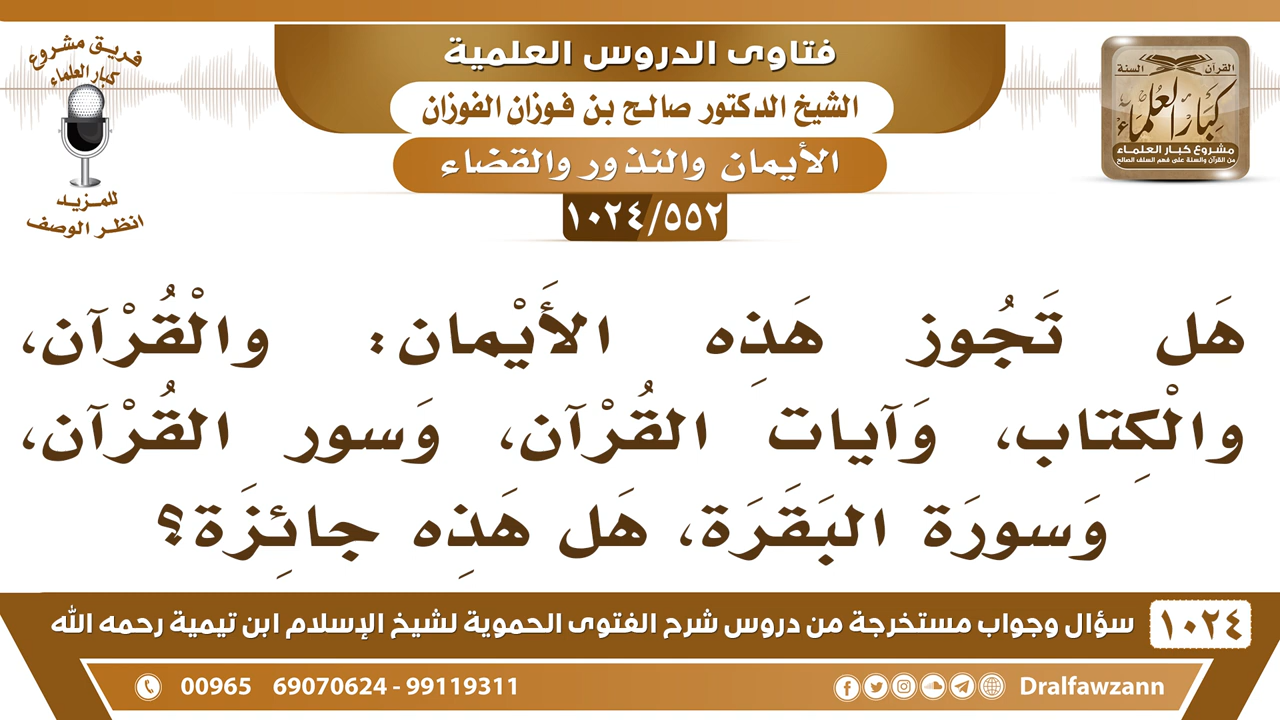 فتاوى الدروس العلمية
الشيخ الدكتور صالح بن فوزان الفوزان
الأيمان والنذور والقضاء
١٠٢٤/٥٥٢
فريق مشروع
كبار العلماء
للمزيد
انظر الوصف
القرآن السنة
كبار العلماء
مشروع كبار العلماء
من القرآن والسنة على فهم السلف الصالح
هَل تَجُوز هَذِه الأَيْمان: والْقُرْآن،
والْكِتاب، وَآيات القُرْآن، وَسور القُرْآن،
وَسورَة البَقَرَة، هَل هَذِه جائِزَة؟
١٠٢٤ سؤال وجواب مستخرجة من دروس شرح الفتوى الحموية لشيخ الإسلام ابن تيمية رحمه الله
00965 69070624 - 99119311
Dralfawzann